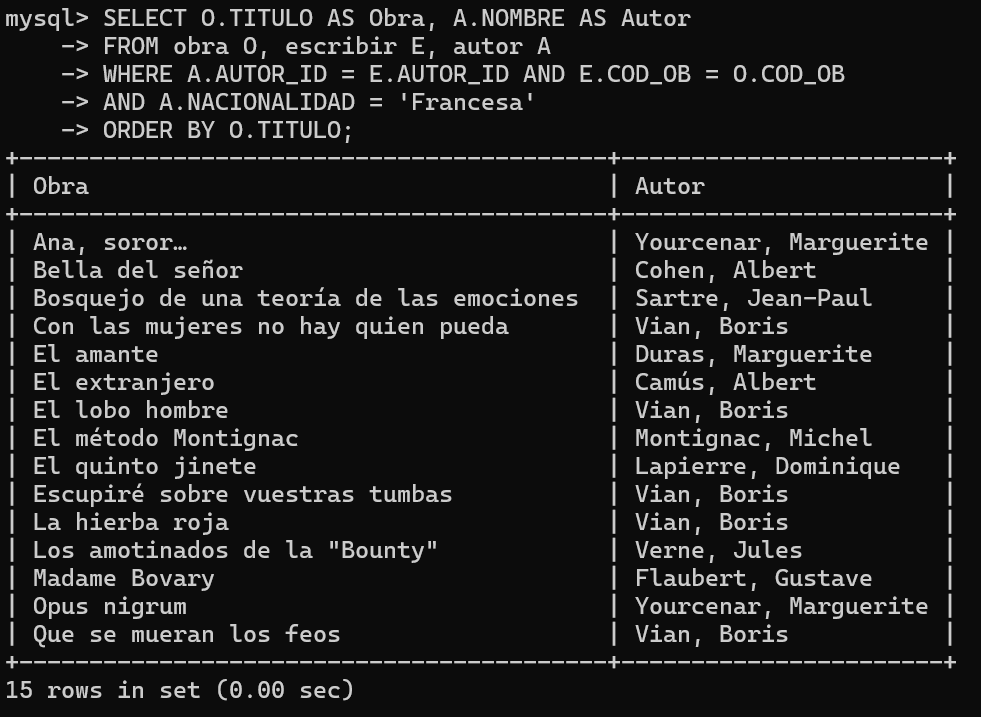 mysql> SELECT O.TITULO AS Obra, A.NOMBRE AS Autor
    -> FROM obra O, escribir E, autor A
    -> WHERE A.AUTOR_ID = E.AUTOR_ID AND E.COD_OB = O.COD_OB
    -> AND A.NACIONALIDAD = 'Francesa'
    -> ORDER BY O.TITULO;
+------------------------------------------+-----------------------+
| Obra                                     | Autor                 |
+------------------------------------------+-----------------------+
| Ana, soror…                              | Yourcenar, Marguerite |
| Bella del señor                          | Cohen, Albert         |
| Bosquejo de una teoría de las emociones  | Sartre, Jean-Paul     |
| Con las mujeres no hay quien pueda       | Vian, Boris           |
| El amante                                | Duras, Marguerite     |
| El extranjero                            | Camús, Albert         |
| El lobo hombre                           | Vian, Boris           |
| El método Montignac                      | Montignac, Michel     |
| El quinto jinete                         | Lapierre, Dominique   |
| Escupiré sobre vuestras tumbas           | Vian, Boris           |
| La hierba roja                           | Vian, Boris           |
| Los amotinados de la "Bounty"            | Verne, Jules          |
| Madame Bovary                            | Flaubert, Gustave     |
| Opus nigrum                              | Yourcenar, Marguerite |
| Que se mueran los feos                   | Vian, Boris           |
+------------------------------------------+-----------------------+
15 rows in set (0.00 sec)